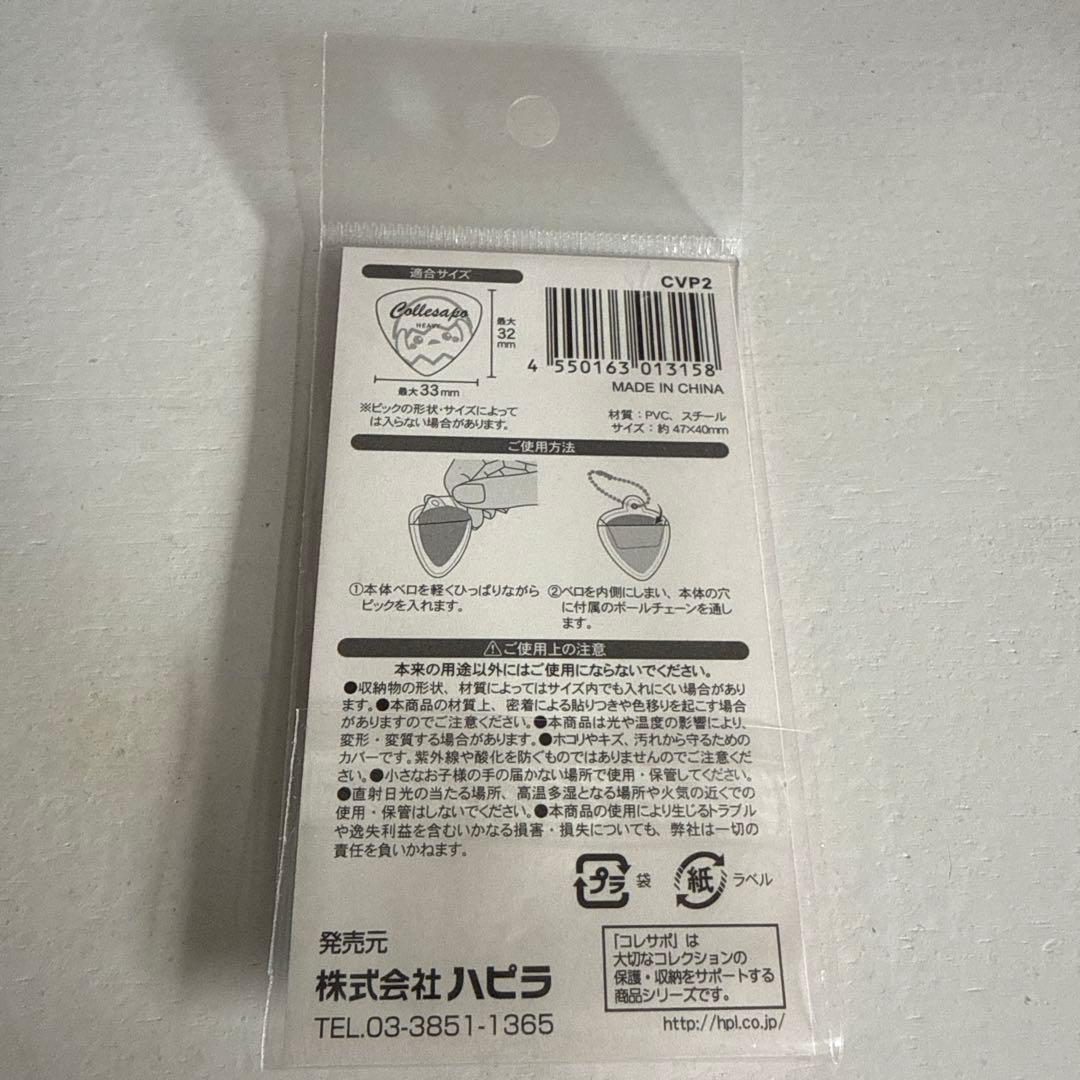 適合サイズ
CVP2
Collesapo
HEAVY
最大
32
mm
最大33mm
4 550163 013158
MADE IN CHINA
※ピックの形状・サイズによって
は入らない場合があります。
材質：PVC、スチール
サイズ：約 47×40mm
ご使用方法
①本体ベロを軽くひっぱりながら
ピックを入れます。
②ベロを内側にしまい、本体の穴
に付属のボールチェーンを通し
ます。
⚠ご使用上の注意
本来の用途以外にはご使用にならないでください。
●収納物の形状、材質によってはサイズ内でも入れにくい場合があり
ます。●本商品の材質上、密着による貼りつきや色移りを起こす場合
がありますのでご注意ください。●本商品は光や温度の影響により、
変形・変質する場合があります。●ホコリやキズ、汚れから守るための
カバーです。紫外線や酸化を防ぐものではありませんのでご注意くだ
さい。●小さなお子様の手の届かない場所で使用・保管してください。
●直射日光の当たる場所、高温多湿となる場所や火気の近くでの
使用・保管はしないでください。●本商品の使用により生じるトラブル
や逸失利益を含むいかなる損害・損失についても、弊社は一切の
責任を負いかねます。
プラ 袋
紙 ラベル
発売元
株式会社ハピラ
TEL.03-3851-1365
「コレサポ」は
大切なコレクションの
保護・収納をサポートする
商品シリーズです。
http://hpl.co.jp/